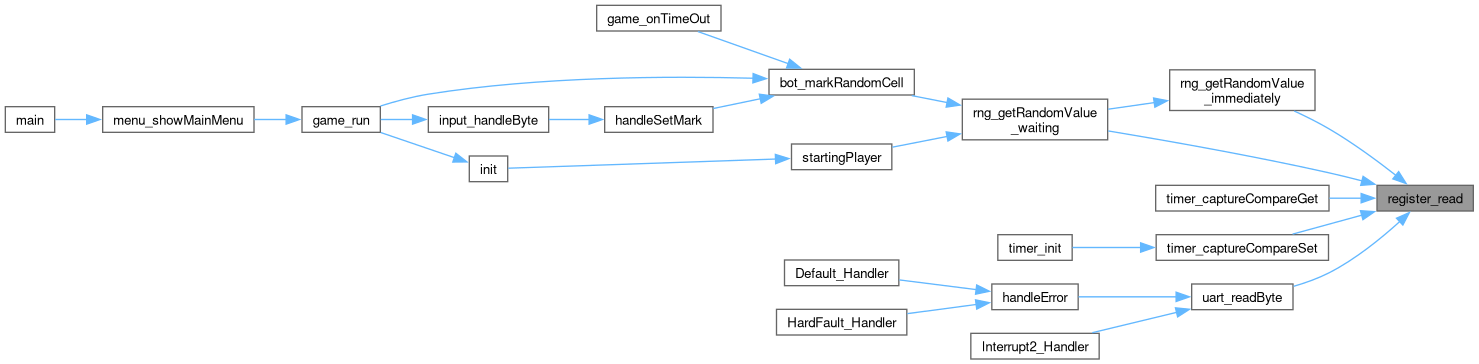 game_onTimeOut
bot_markRandomCell
rng_getRandomValue
_immediately
main
menu_showMainMenu
game_run
input_handleByte
handleSetMark
rng_getRandomValue
_waiting
init
startingPlayer
register_read
timer_captureCompareGet
timer_init
timer_captureCompareSet
Default_Handler
handleError
uart_readByte
HardFault_Handler
Interrupt2_Handler